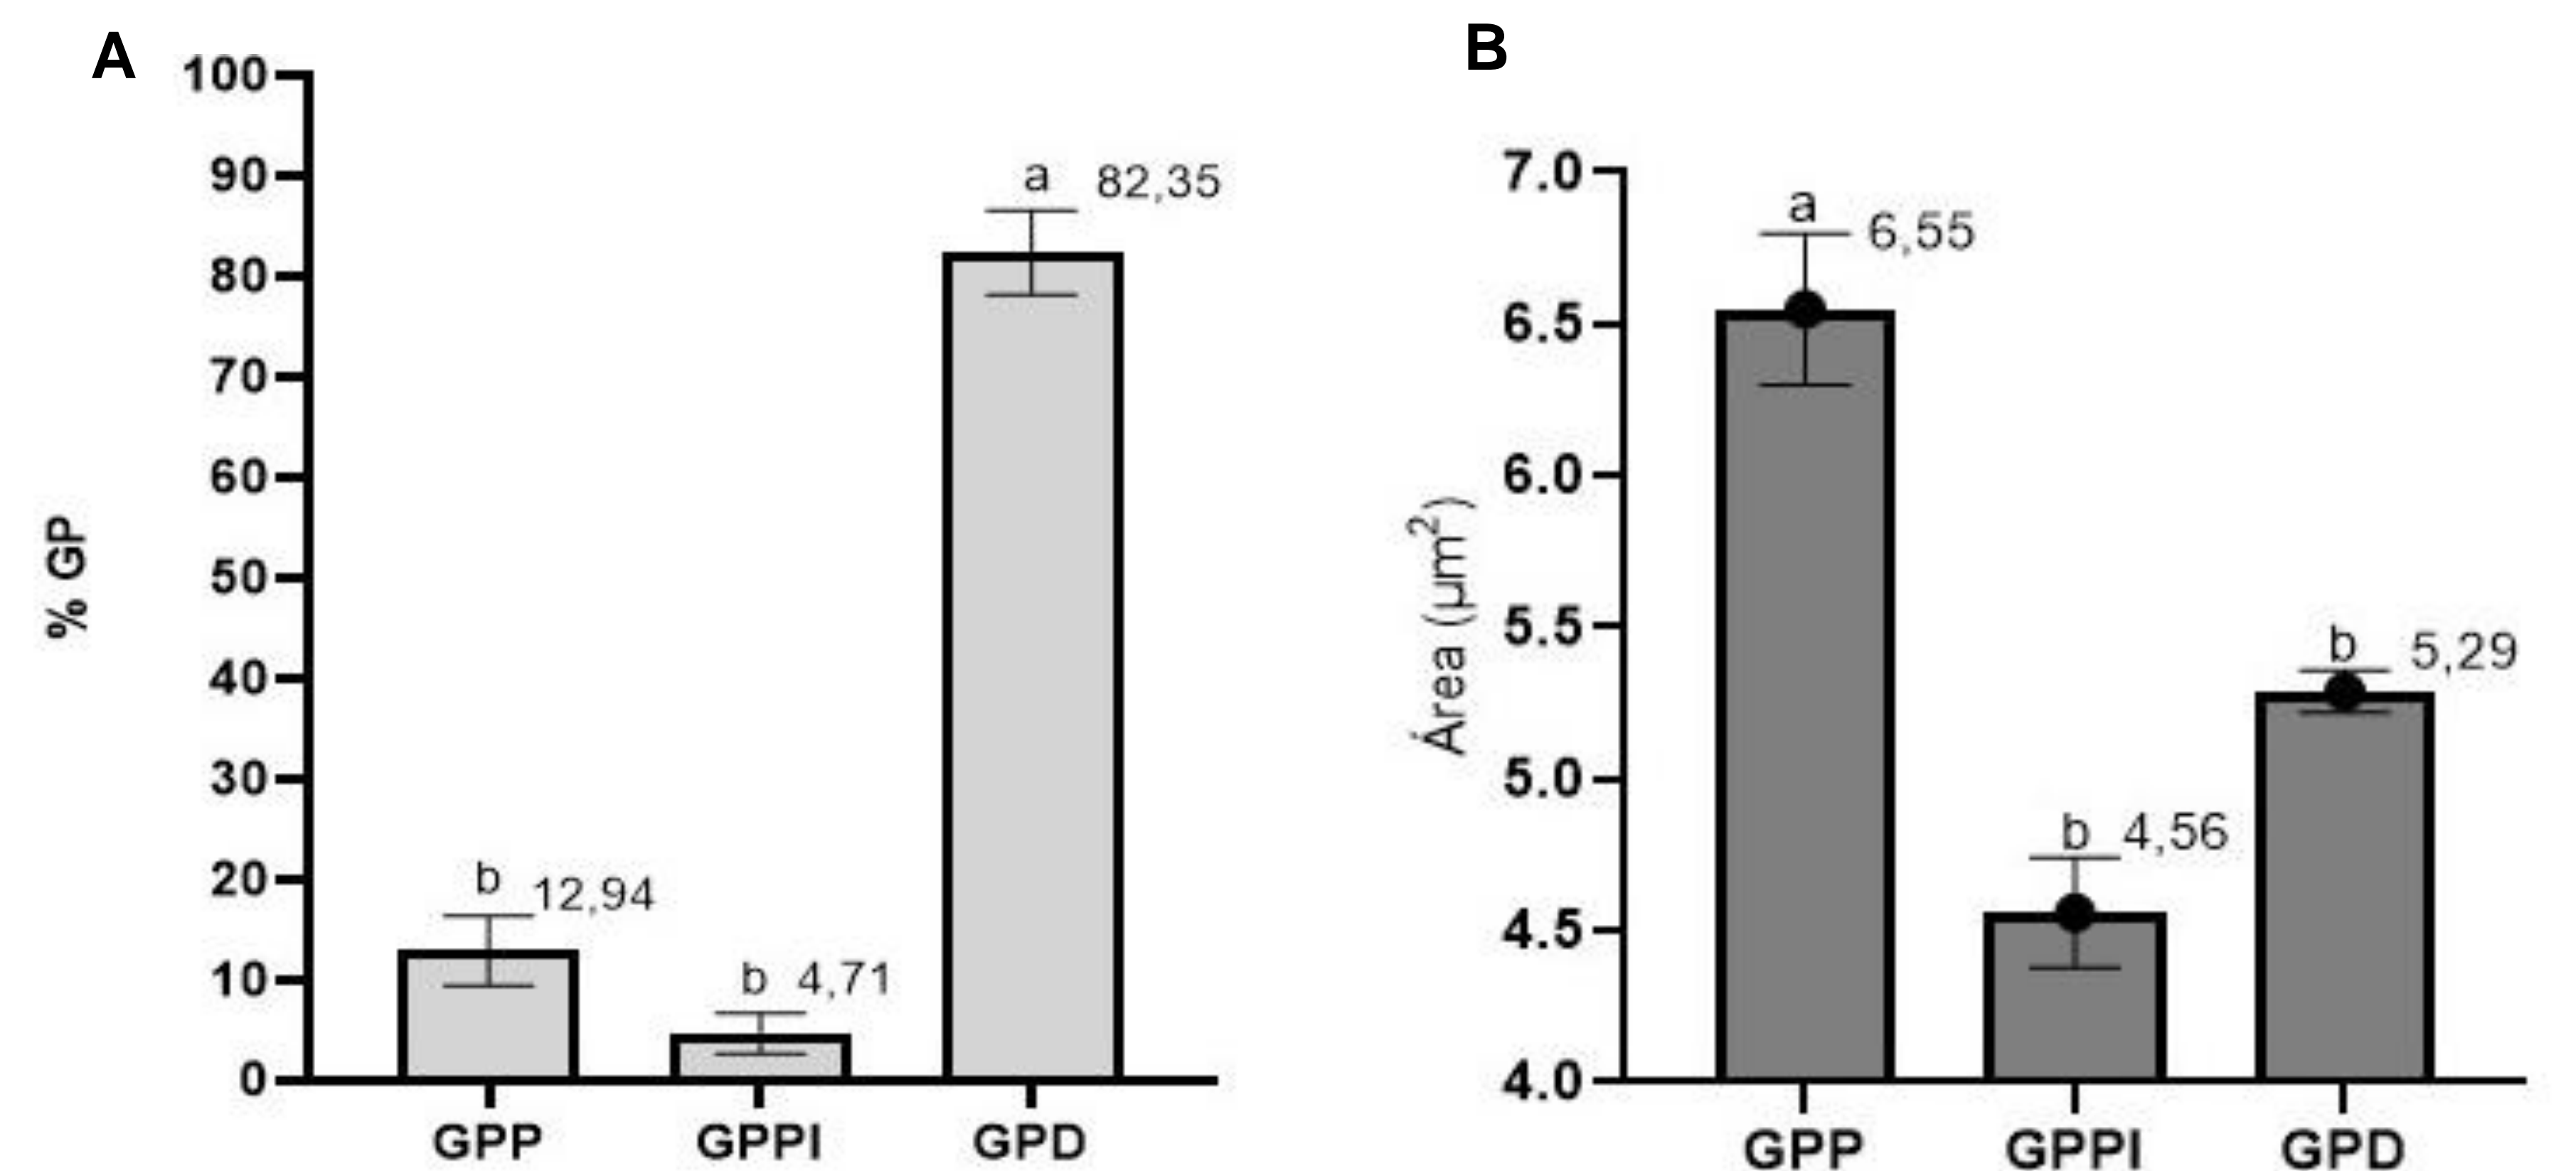 A
100
90
80
70
60
50
40
30
20
10
0
% GP
b 12,94
b 4,71
a 82,35
GPP GPPI GPD
B
7.0
6.5
6.0
5.5
5.0
4.5
4.0
Área (µm²)
a 6,55
b 4,56
b 5,29
GPP GPPI GPD